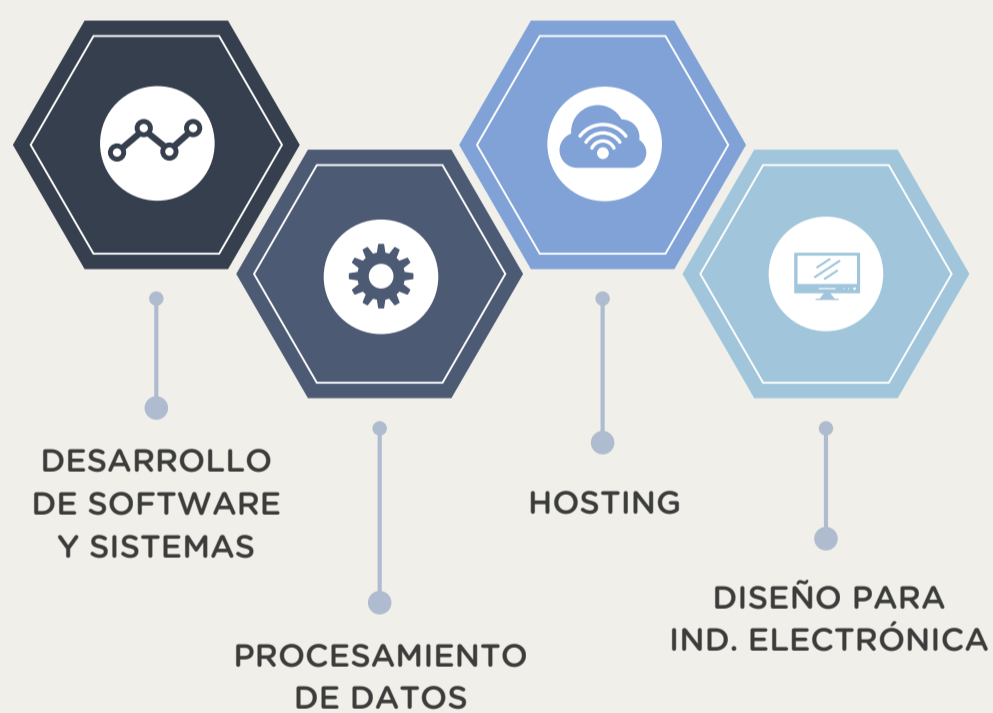 DESARROLLO
DE SOFTWARE
Y SISTEMAS
PROCESAMIENTO
DE DATOS
HOSTING
DISEÑO PARA
IND. ELECTRÓNICA